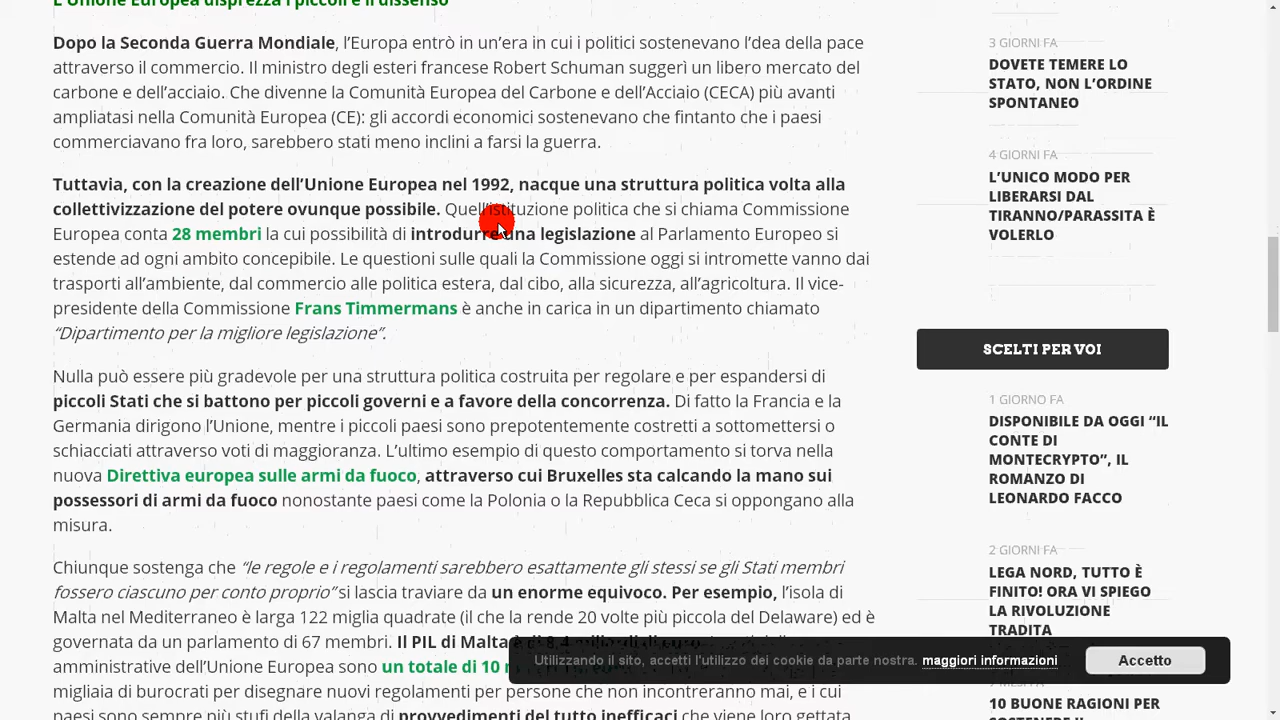 L'Unione Europea disprezza i piccoli e il dissenso
Dopo la Seconda Guerra Mondiale, l’Europa entrò in un’era in cui i politici sostenevano l’dea della pace
attraverso il commercio. Il ministro degli esteri francese Robert Schuman suggerì un libero mercato del
carbone e dell’acciaio. Che divenne la Comunità Europea del Carbone e dell’Acciaio (CECA) più avanti
ampliatasi nella Comunità Europea (CE): gli accordi economici sostenevano che fintanto che i paesi
commerciavano fra loro, sarebbero stati meno inclini a farsi la guerra.
Tuttavia, con la creazione dell’Unione Europea nel 1992, nacque una struttura politica volta alla
collettivizzazione del potere ovunque possibile. Quell’istituzione politica che si chiama Commissione
Europea conta 28 membri la cui possibilità di introdurre una legislazione al Parlamento Europeo si
estende ad ogni ambito concepibile. Le questioni sulle quali la Commissione oggi si intromette vanno dai
trasporti all’ambiente, dal commercio alle politica estera, dal cibo, alla sicurezza, all’agricoltura. Il vice-
presidente della Commissione Frans Timmermans è anche in carica in un dipartimento chiamato
“Dipartimento per la migliore legislazione”.
Nulla può essere più gradevole per una struttura politica costruita per regolare e per espandersi di
piccoli Stati che si battono per piccoli governi e a favore della concorrenza. Di fatto la Francia e la
Germania dirigono l’Unione, mentre i piccoli paesi sono prepotentemente costretti a sottomettersi o
schiacciati attraverso voti di maggioranza. L’ultimo esempio di questo comportamento si torva nella
nuova Direttiva europea sulle armi da fuoco, attraverso cui Bruxelles sta calcando la mano sui
possessori di armi da fuoco nonostante paesi come la Polonia o la Repubblica Ceca si oppongano alla
misura.
Chiunque sostenga che “le regole e i regolamenti sarebbero esattamente gli stessi se gli Stati membri
fossero ciascuno per conto proprio” si lascia traviare da un enorme equivoco. Per esempio, l’isola di
Malta nel Mediterraneo è larga 122 miglia quadrate (il che la rende 20 volte più piccola del Delaware) ed è
governata da un parlamento di 67 membri. Il PIL di Malta è di 8,4 miliardi di euro
amministrative dell’Unione Europea sono un totale di 10
migliaia di burocrati per disegnare nuovi regolamenti per persone che non incontreranno mai, e i cui
paesi sono sempre più stufi della valanga di provvedimenti del tutto inefficaci che viene loro gettata
3 GIORNI FA
DOVETE TEMERE LO
STATO, NON L’ORDINE
SPONTANEO
4 GIORNI FA
L’UNICO MODO PER
LIBERARSI DAL
TIRANNO/PARASSITA È
VOLERLO
SCELTI PER VOI
1 GIORNO FA
DISPONIBILE DA OGGI “IL
CONTE DI
MONTECRYPTO”, IL
ROMANZO DI
LEONARDO FACCO
2 GIORNI FA
LEGA NORD, TUTTO È
FINITO! ORA VI SPIEGO
LA RIVOLUZIONE
TRADITA
10 BUONE RAGIONI PER
SOSTENERE IL
Utilizzando il sito, accetti l'utilizzo dei cookie da parte nostra. maggiori informazioni
Accetto